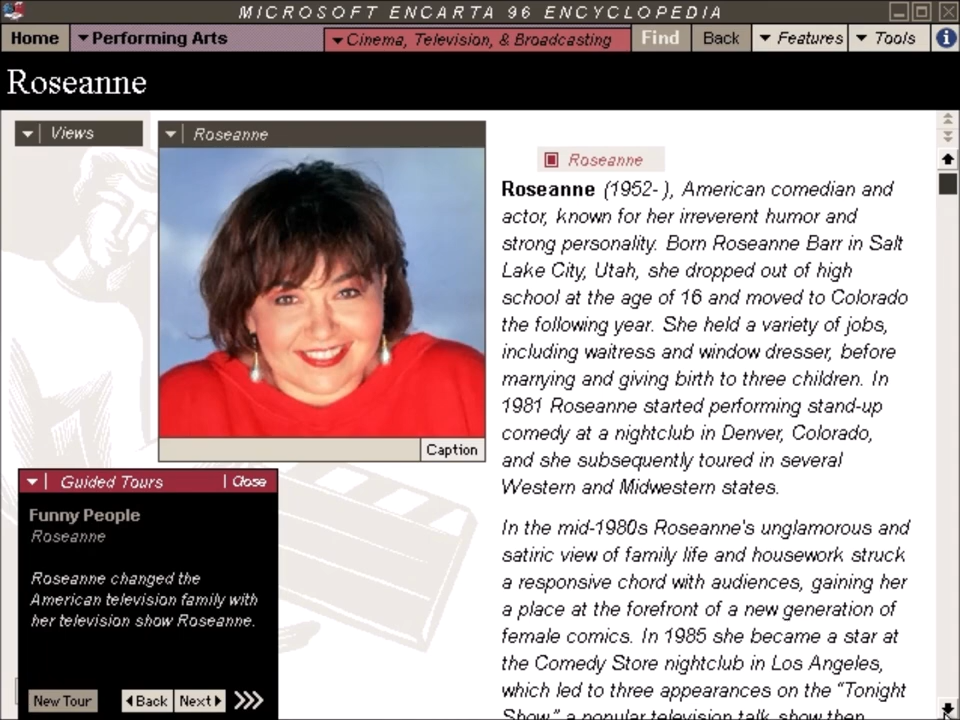 MICROSOFT ENCARTA 96 ENCYCLOPEDIA
Home Performing Arts Cinema, Television, & Broadcasting Find Back Features Tools i
Roseanne
Views
Roseanne
Caption
Guided Tours | Close
Funny People
Roseanne
Roseanne changed the
American television family with
her television show Roseanne.
New Tour Back Next
Roseanne
Roseanne (1952- ), American comedian and
actor, known for her irreverent humor and
strong personality. Born Roseanne Barr in Salt
Lake City, Utah, she dropped out of high
school at the age of 16 and moved to Colorado
the following year. She held a variety of jobs,
including waitress and window dresser, before
marrying and giving birth to three children. In
1981 Roseanne started performing stand-up
comedy at a nightclub in Denver, Colorado,
and she subsequently toured in several
Western and Midwestern states.
In the mid-1980s Roseanne's unglamorous and
satiric view of family life and housework struck
a responsive chord with audiences, gaining her
a place at the forefront of a new generation of
female comics. In 1985 she became a star at
the Comedy Store nightclub in Los Angeles,
which led to three appearances on the "Tonight
Show," a popular television talk show then